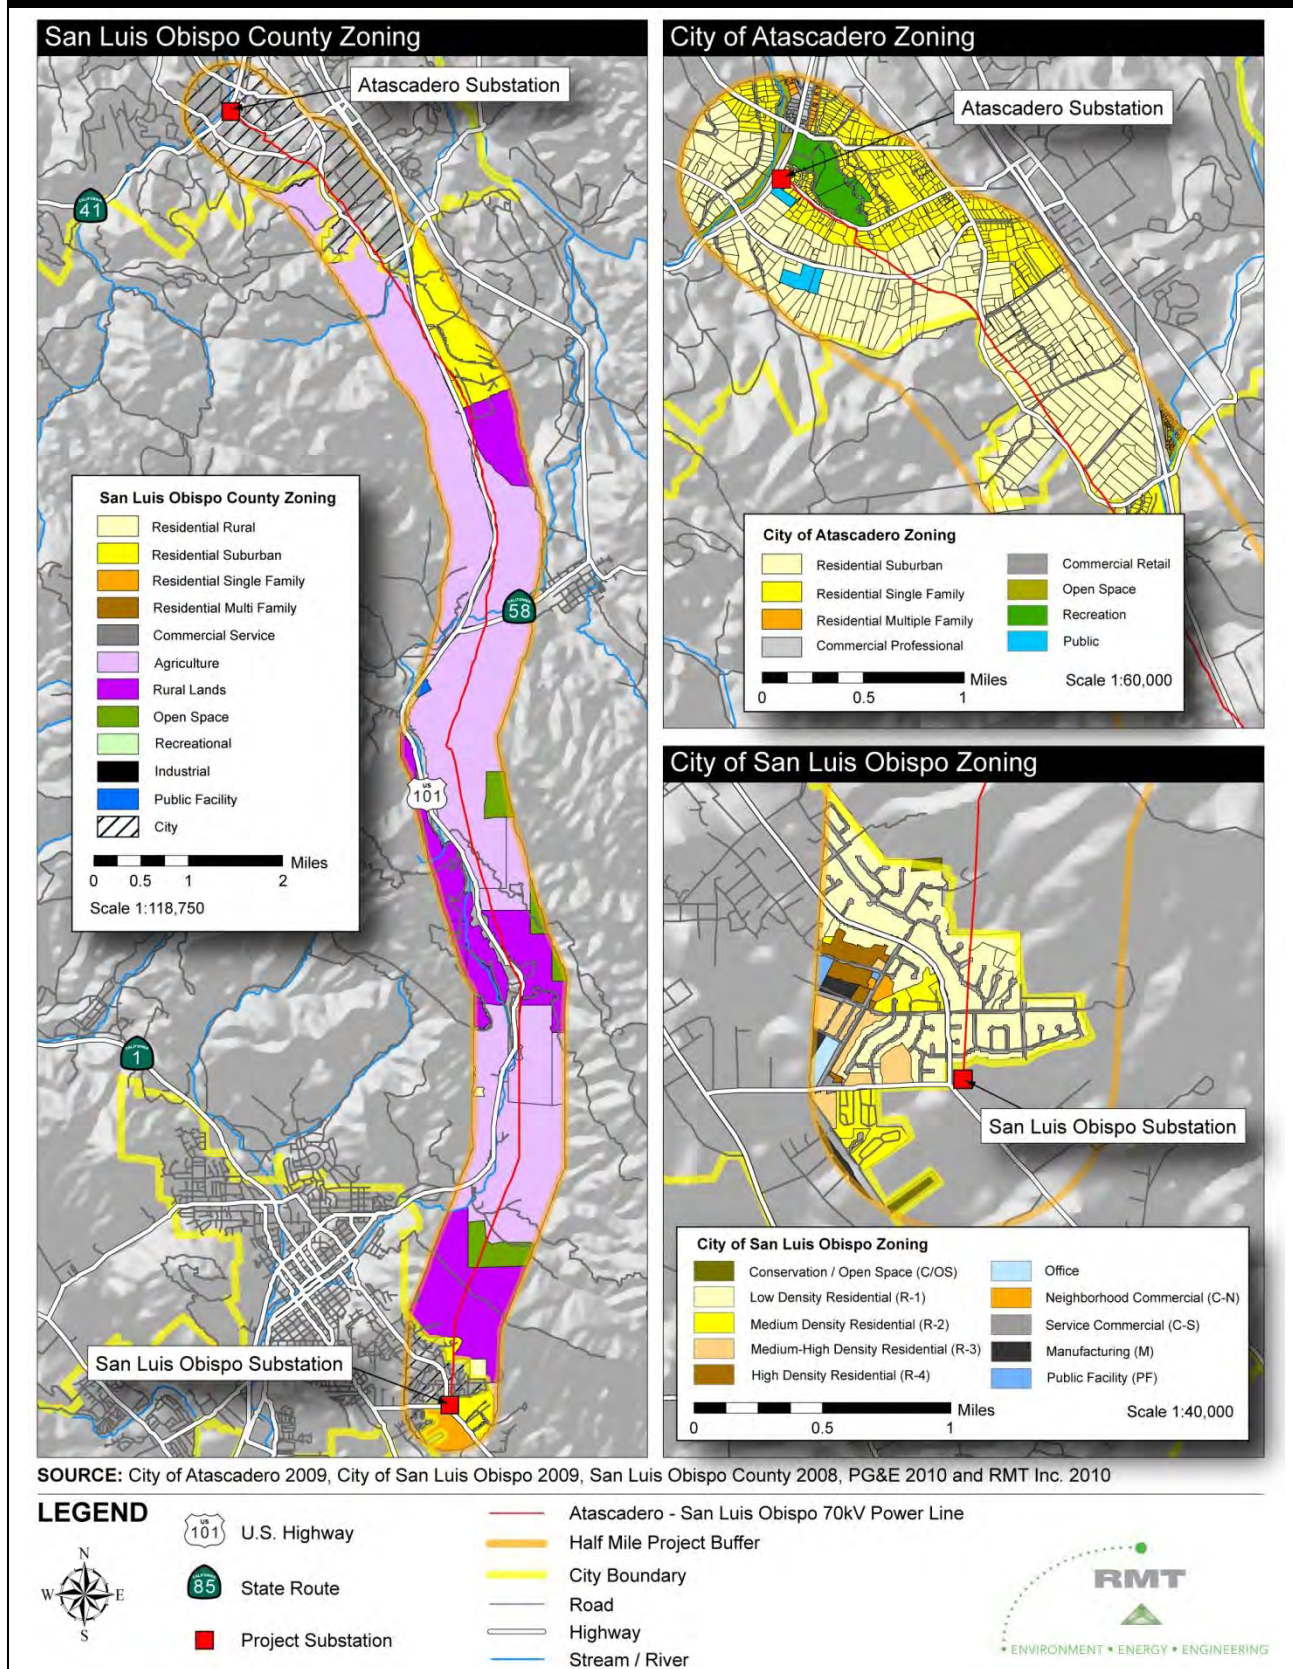 San Luis Obispo County Zoning
Atascadero Substation
CALIFORNIA
41
San Luis Obispo County Zoning
Residential Rural
Residential Suburban
Residential Single Family
Residential Multi Family
Commercial Service
Agriculture
Rural Lands
Open Space
Recreational
Industrial
Public Facility
City
Miles
0 0.5 1 2
Scale 1:118,750
CALIFORNIA
58
US
101
CALIFORNIA
1
San Luis Obispo Substation
City of Atascadero Zoning
Atascadero Substation
City of Atascadero Zoning
Residential Suburban
Residential Single Family
Residential Multiple Family
Commercial Professional
Commercial Retail
Open Space
Recreation
Public
Miles
0 0.5 1
Scale 1:60,000
City of San Luis Obispo Zoning
San Luis Obispo Substation
City of San Luis Obispo Zoning
Conservation / Open Space (C/OS)
Low Density Residential (R-1)
Medium Density Residential (R-2)
Medium-High Density Residential (R-3)
High Density Residential (R-4)
Office
Neighborhood Commercial (C-N)
Service Commercial (C-S)
Manufacturing (M)
Public Facility (PF)
Miles
0 0.5 1
Scale 1:40,000
SOURCE: City of Atascadero 2009, City of San Luis Obispo 2009, San Luis Obispo County 2008, PG&E 2010 and RMT Inc. 2010
LEGEND
N
W E
S
US
101
U.S. Highway
CALIFORNIA
85
State Route
Project Substation
Atascadero - San Luis Obispo 70kV Power Line
Half Mile Project Buffer
City Boundary
Road
Highway
Stream / River
RMT
• ENVIRONMENT • ENERGY • ENGINEERING